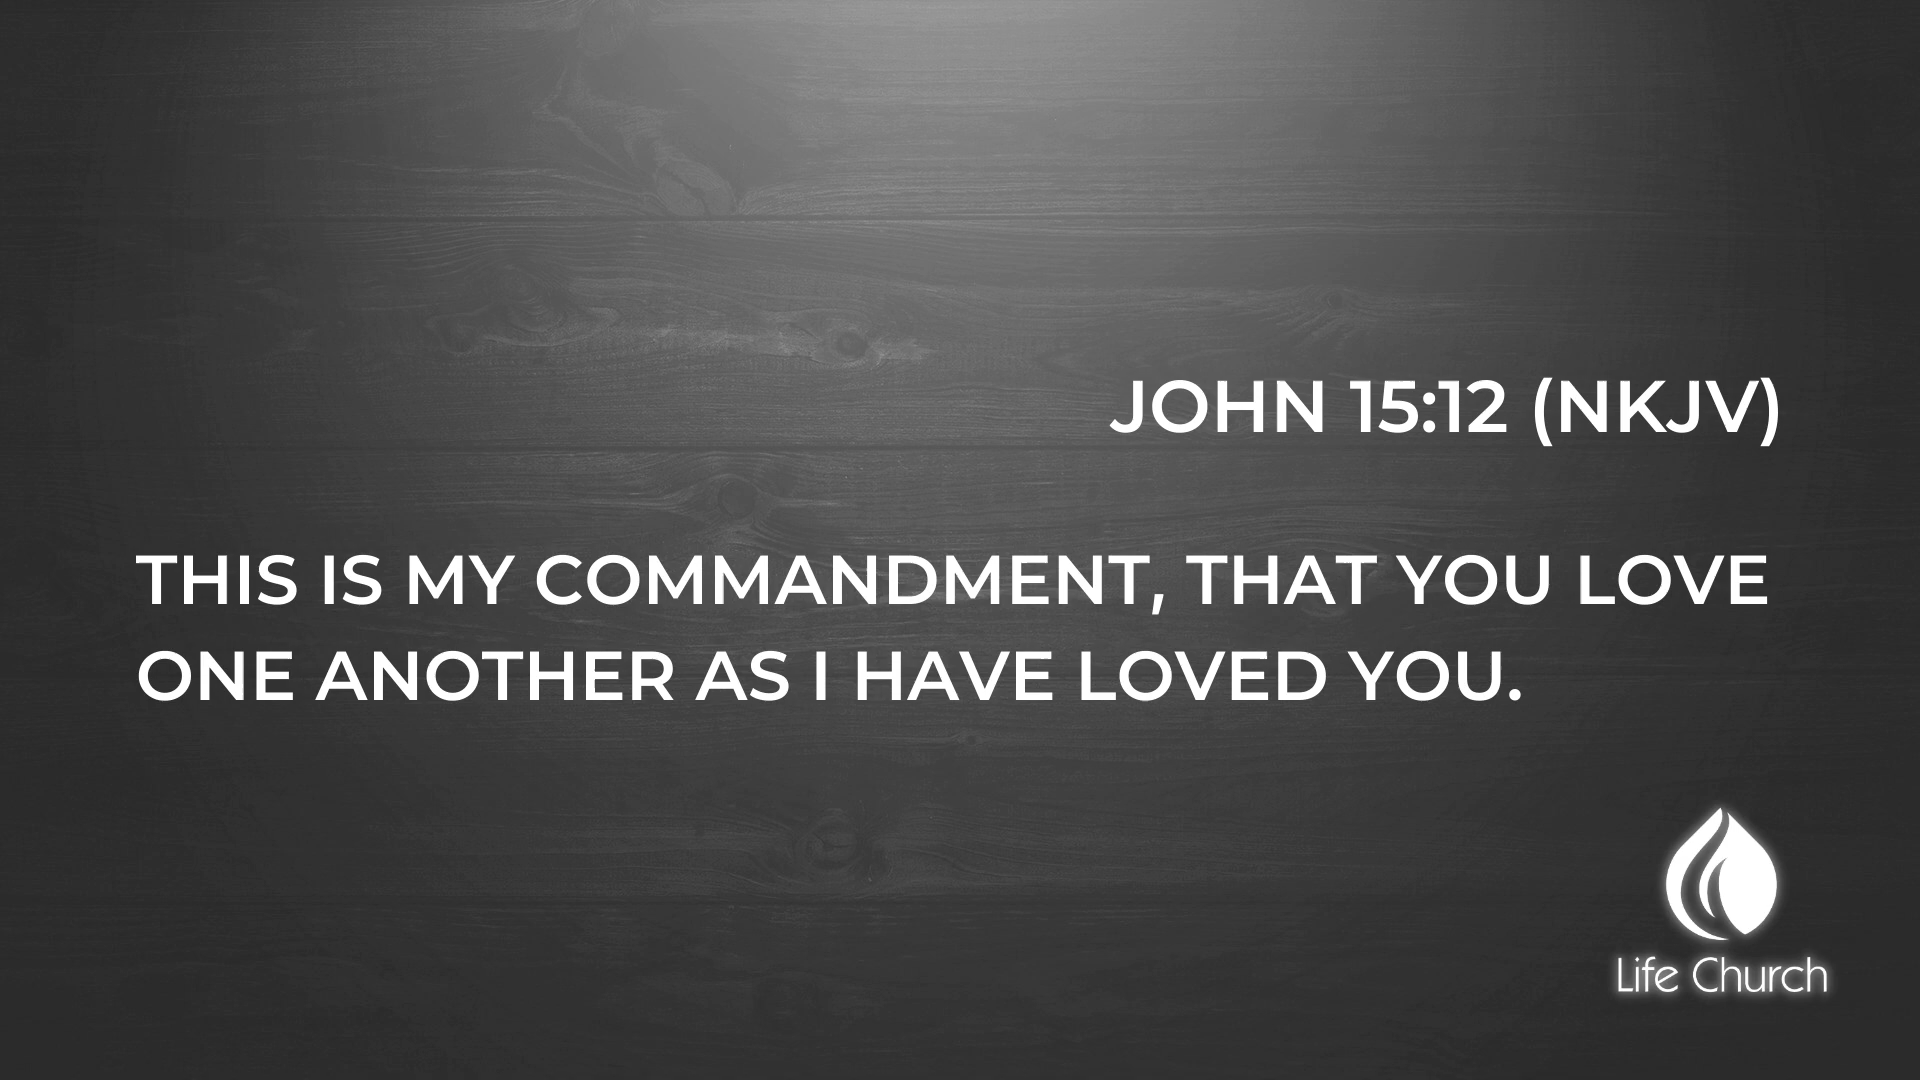 JOHN 15:12 (NKJV)
THIS IS MY COMMANDMENT, THAT YOU LOVE
ONE ANOTHER AS I HAVE LOVED YOU.
Life Church